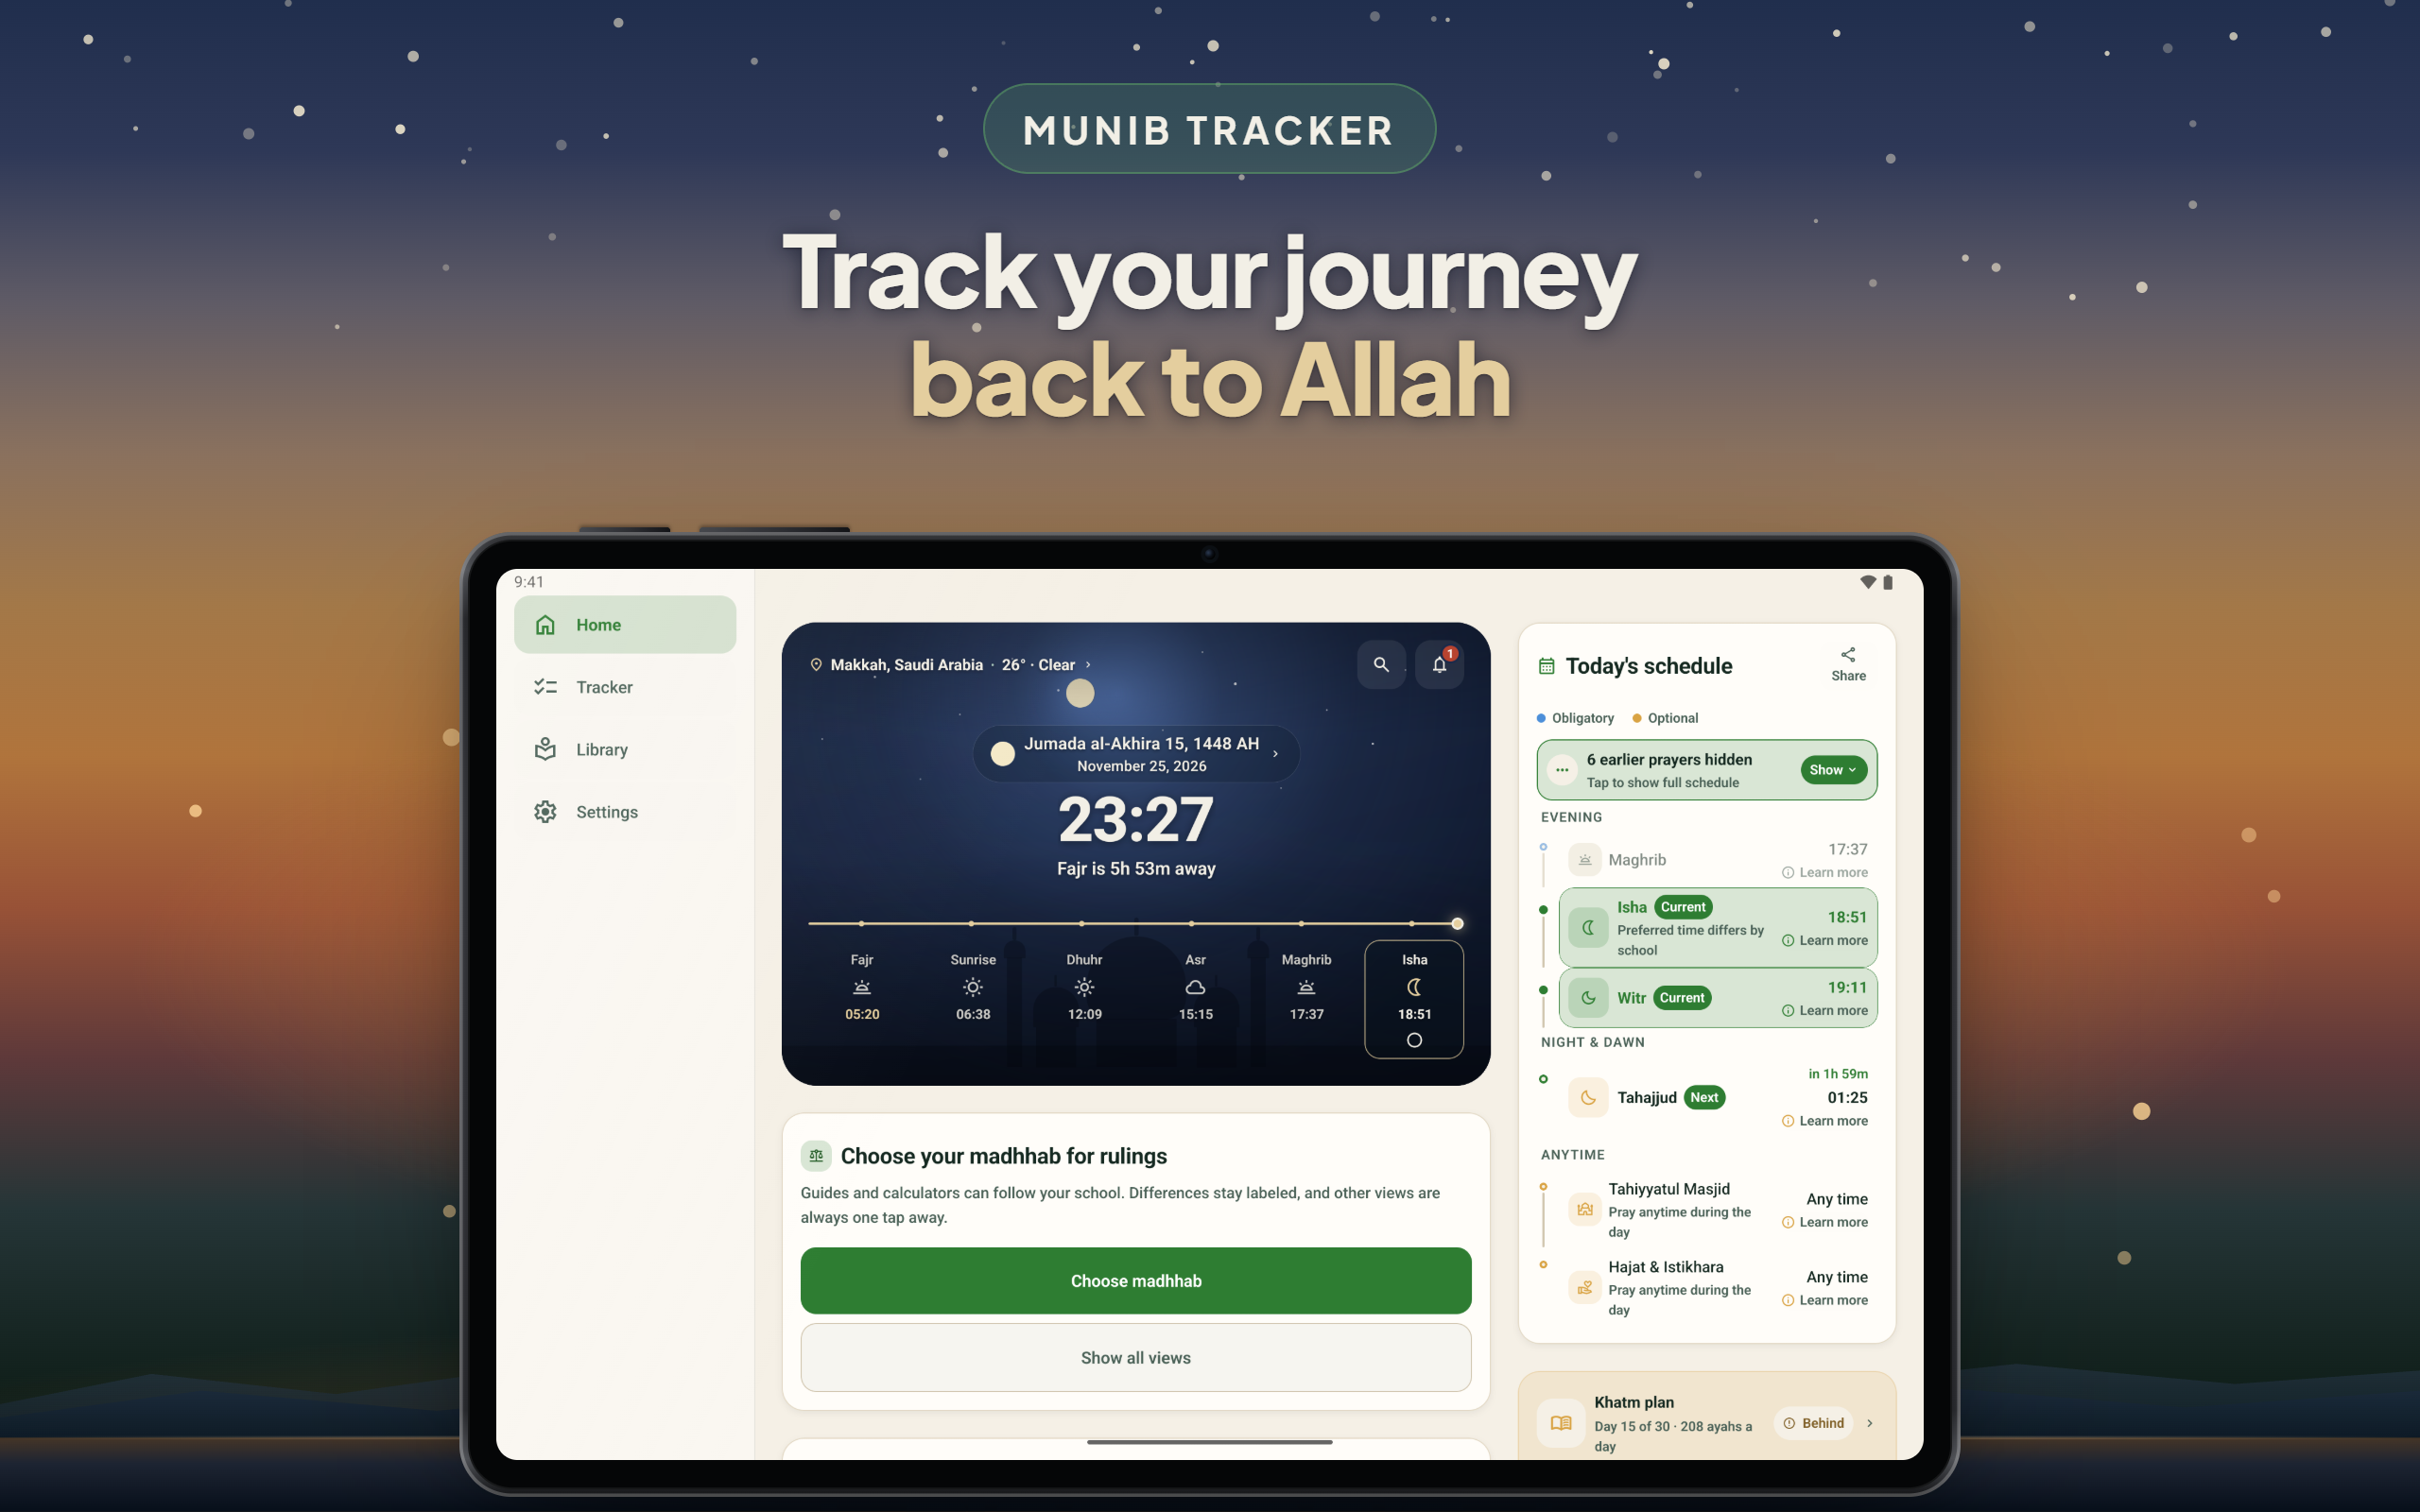 MUNIB TRACKER
Track your journey
back to Allah
9:41
Home
Tracker
Library
Settings
Makkah, Saudi Arabia · 26° · Clear
1
Jumada al-Akhira 15, 1448 AH
November 25, 2026
23:27
Fajr is 5h 53m away
Fajr Sunrise Dhuhr Asr Maghrib Isha
05:20 06:38 12:09 15:15 17:37 18:51
Choose your madhhab for rulings
Guides and calculators can follow your school. Differences stay labeled, and other views are
always one tap away.
Choose madhhab
Show all views
Today's schedule
Share
Obligatory Optional
6 earlier prayers hidden
Tap to show full schedule
Show
EVENING
Maghrib
17:37
Learn more
Isha Current
Preferred time differs by
school
18:51
Learn more
Witr Current
19:11
Learn more
NIGHT & DAWN
Tahajjud Next
in 1h 59m
01:25
Learn more
ANYTIME
Tahiyyatul Masjid
Pray anytime during the
day
Any time
Learn more
Hajat & Istikhara
Pray anytime during the
day
Any time
Learn more
Khatm plan
Day 15 of 30 · 208 ayahs a
day
Behind